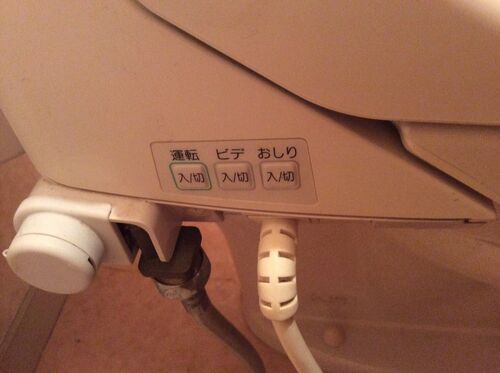 運転 ビデ おしり
入/切 入/切 入/切